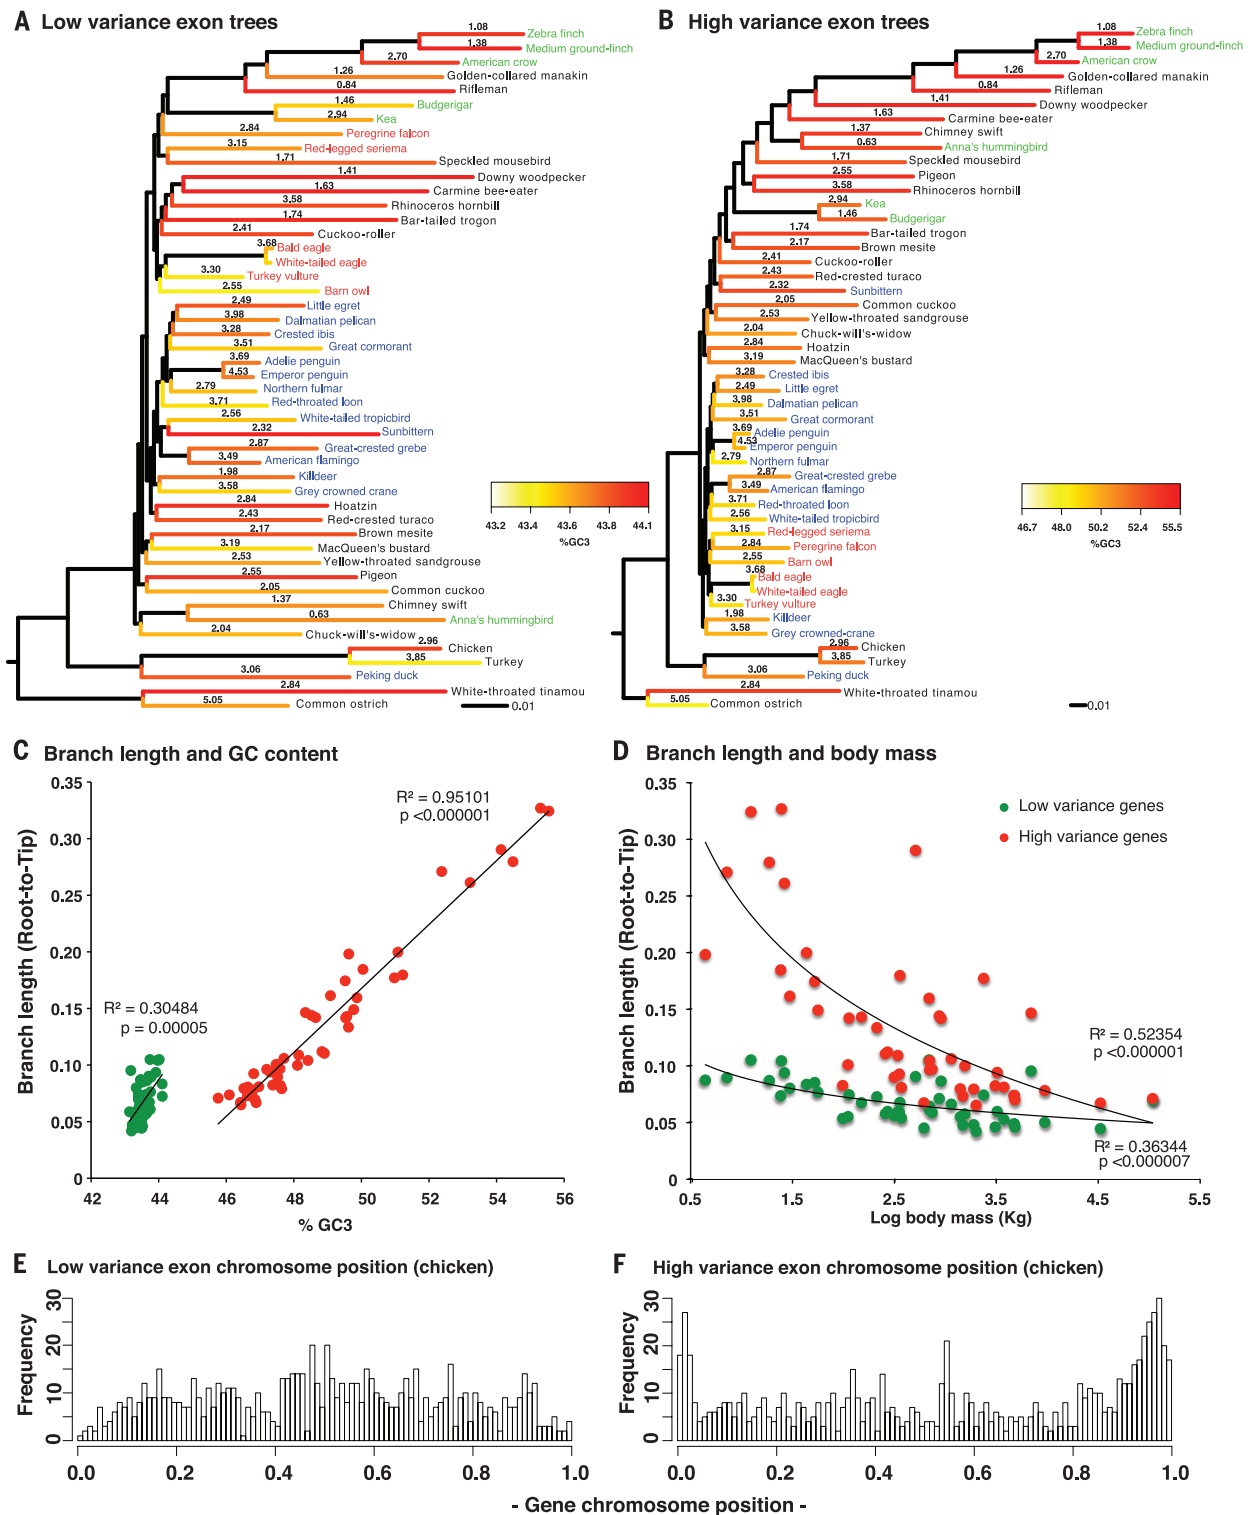 A Low variance exon trees
1.08
Zebra finch
1.38
Medium ground-finch
2.70
American crow
1.26
Golden-collared manakin
0.84
Rifleman
1.46
Budgerigar
2.94
Kea
2.84
Peregrine falcon
3.15
Red-legged seriema
1.71
Speckled mousebird
1.41
Downy woodpecker
1.63
Carmine bee-eater
3.58
Rhinoceros hornbill
1.74
Bar-tailed trogon
2.41
Cuckoo-roller
3.68
Bald eagle
White-tailed eagle
3.30
Turkey vulture
2.55
Barn owl
2.49
Little egret
3.98
Dalmatian pelican
3.28
Crested ibis
3.51
Great cormorant
3.69
Adelie penguin
4.53
Emperor penguin
2.79
Northern fulmar
3.71
Red-throated loon
2.56
White-tailed tropicbird
2.32
Sunbittern
2.87
Great-crested grebe
3.49
American flamingo
1.98
Killdeer
3.58
Grey crowned crane
2.84
Hoatzin
2.43
Red-crested turaco
2.17
Brown mesite
3.19
MacQueen's bustard
2.53
Yellow-throated sandgrouse
2.55
Pigeon
2.05
Common cuckoo
1.37
Chimney swift
0.63
Anna's hummingbird
2.04
Chuck-will's-widow
2.96
Chicken
3.85
Turkey
3.06
Peking duck
2.84
White-throated tinamou
5.05
Common ostrich
0.01
43.2 43.4 43.6 43.8 44.1
%GC3
B High variance exon trees
1.08
Zebra finch
1.38
Medium ground-finch
2.70
American crow
1.26
Golden-collared manakin
0.84
Rifleman
1.41
Downy woodpecker
1.63
Carmine bee-eater
1.37
Chimney swift
0.63
Anna's hummingbird
1.71
Speckled mousebird
2.55
Pigeon
3.58
Rhinoceros hornbill
2.94
Kea
1.46
Budgerigar
1.74
Bar-tailed trogon
2.17
Brown mesite
2.41
Cuckoo-roller
2.43
Red-crested turaco
2.32
Sunbittern
2.05
Common cuckoo
2.53
Yellow-throated sandgrouse
2.04
Chuck-will's-widow
2.84
Hoatzin
3.19
MacQueen's bustard
3.28
Crested ibis
2.49
Little egret
3.98
Dalmatian pelican
3.51
Great cormorant
3.69
Adelie penguin
4.53
Emperor penguin
2.79
Northern fulmar
2.87
Great-crested grebe
3.49
American flamingo
3.71
Red-throated loon
2.56
White-tailed tropicbird
3.15
Red-legged seriema
2.84
Peregrine falcon
2.55
Barn owl
3.68
Bald eagle
White-tailed eagle
3.30
Turkey vulture
1.98
Killdeer
3.58
Grey crowned-crane
2.96
Chicken
3.85
Turkey
3.06
Peking duck
2.84
White-throated tinamou
5.05
Common ostrich
0.01
46.7 48.0 50.2 52.4 55.5
%GC3
C Branch length and GC content
Branch length (Root-to-Tip)
0.35
0.30
0.25
0.20
0.15
0.10
0.05
0
R² = 0.95101
p <0.000001
R² = 0.30484
p = 0.00005
42 44 46 48 50 52 54 56
% GC3
D Branch length and body mass
Branch length (Root-to-Tip)
0.35
0.30
0.25
0.20
0.15
0.10
0.05
0
Low variance genes
High variance genes
R² = 0.52354
p <0.000001
R² = 0.36344
p <0.000007
0.5 1.5 2.5 3.5 4.5 5.5
Log body mass (Kg)
E Low variance exon chromosome position (chicken)
Frequency
30
20
10
0
0.0 0.2 0.4 0.6 0.8 1.0
F High variance exon chromosome position (chicken)
Frequency
30
20
10
0
0.0 0.2 0.4 0.6 0.8 1.0
- Gene chromosome position -